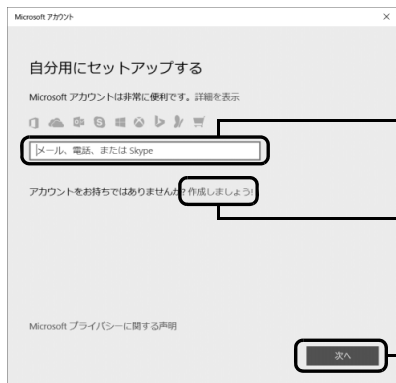 Microsoft アカウント
自分用にセットアップする
Microsoft アカウントは非常に便利です。詳細を表示
メール、電話、または Skype
アカウントをお持ちではありませんか? 作成しましょう!
Microsoft プライバシーに関する声明
次へ